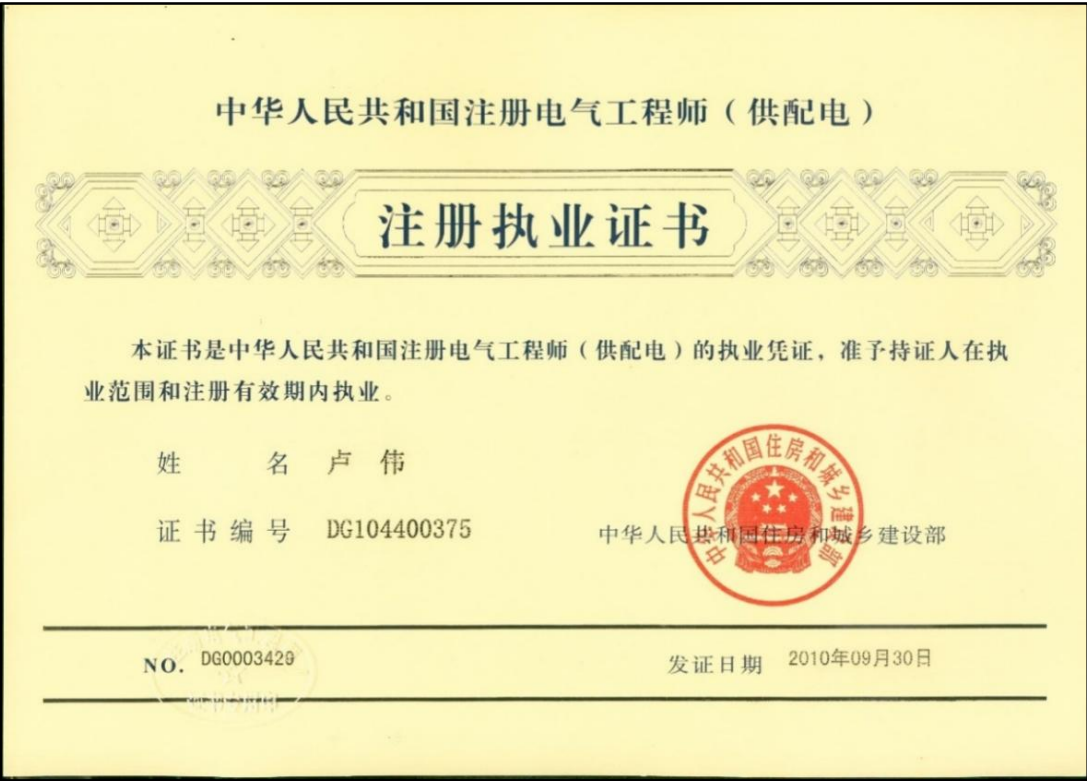 中华人民共和国注册电气工程师（供配电）
注册执业证书
本证书是中华人民共和国注册电气工程师（供配电）的执业凭证，准予持证人在执
业范围和注册有效期内执业。
姓 名 卢 伟
证书编号 DG104400375
中华人民共和国住房和城乡建设部
中华人民共和国住房和城乡建设部
NO. DG0003429
发证日期 2010年09月30日